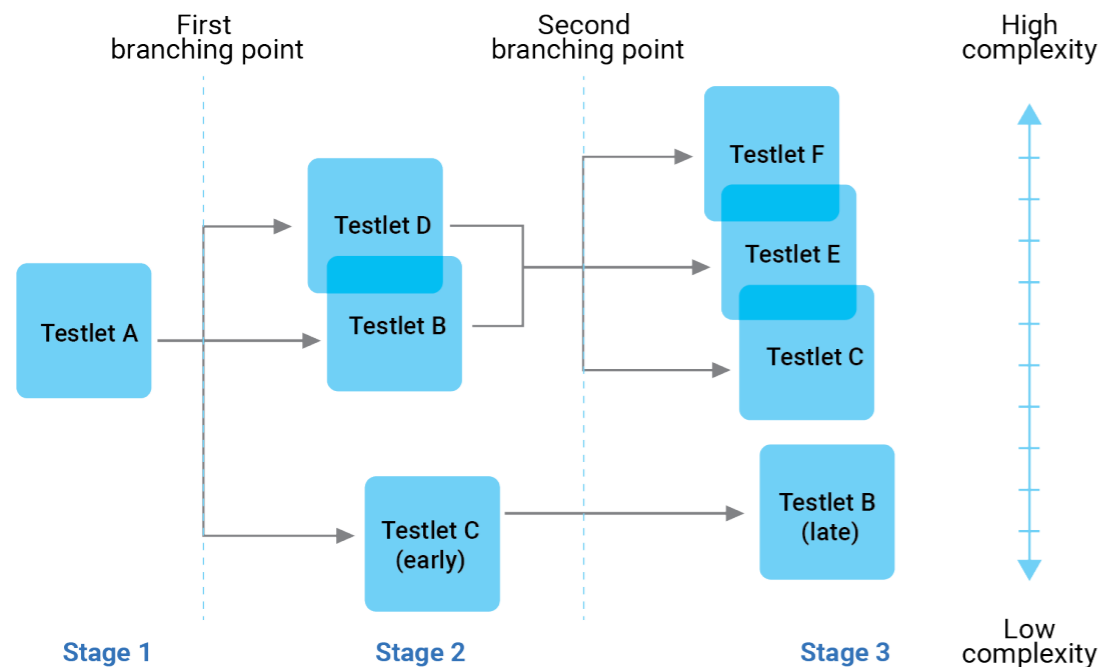 First
branching point
Second
branching point
High
complexity
Testlet A
Testlet D
Testlet B
Testlet C
(early)
Testlet F
Testlet E
Testlet C
Testlet B
(late)
Stage 1
Stage 2
Stage 3
Low
complexity